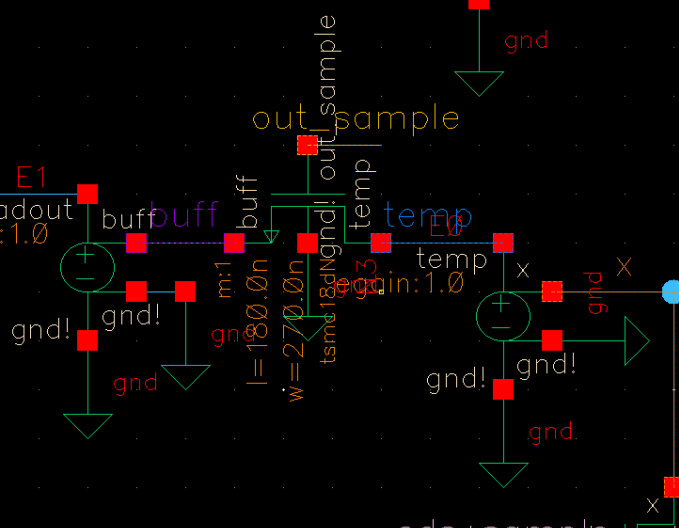 gnd
out_sample
out_sample
E1
adout
:1.0
buff
buff
buff
gnd!
temp
temp
E0
temp
x
x
gnd
m:1
l=180.0n
w=270.0n
egain:1.0
gnd!
gnd!
gnd
gnd
gnd!
gnd!
gnd
x